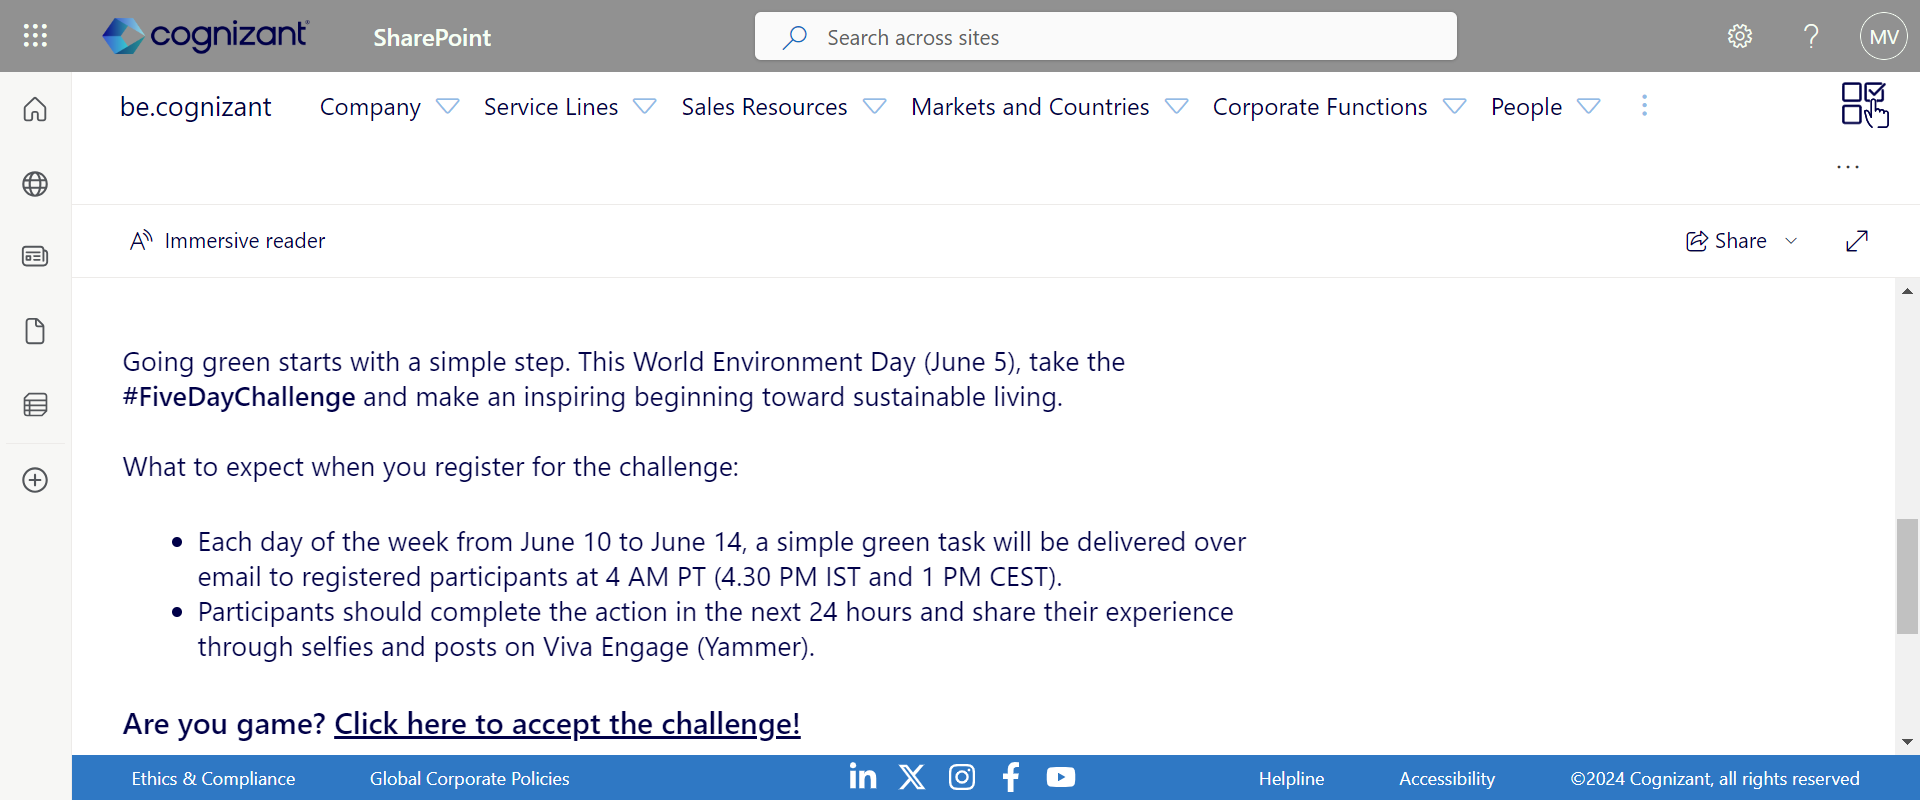 cognizant
SharePoint
Search across sites
?
MV
be.cognizant
Company
Service Lines
Sales Resources
Markets and Countries
Corporate Functions
People
...
Immersive reader
Share
Going green starts with a simple step. This World Environment Day (June 5), take the
#FiveDayChallenge and make an inspiring beginning toward sustainable living.
What to expect when you register for the challenge:
• Each day of the week from June 10 to June 14, a simple green task will be delivered over
email to registered participants at 4 AM PT (4.30 PM IST and 1 PM CEST).
• Participants should complete the action in the next 24 hours and share their experience
through selfies and posts on Viva Engage (Yammer).
Are you game? Click here to accept the challenge!
Ethics & Compliance
Global Corporate Policies
in
X
f
Helpline
Accessibility
©2024 Cognizant, all rights reserved